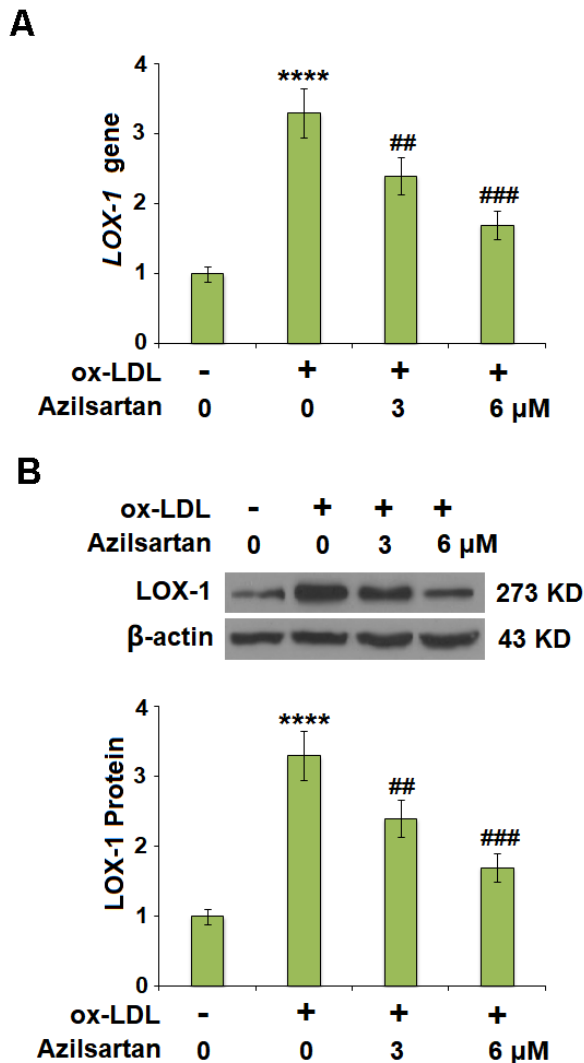 A
4
****
3
##
###
2
1
0
LOX-1 gene
ox-LDL - + + +
Azilsartan 0 0 3 6 µM
B
ox-LDL - + + +
Azilsartan 0 0 3 6 µM
LOX-1 273 KD
β-actin 43 KD
4
****
3
##
###
2
1
0
LOX-1 Protein
ox-LDL - + + +
Azilsartan 0 0 3 6 µM